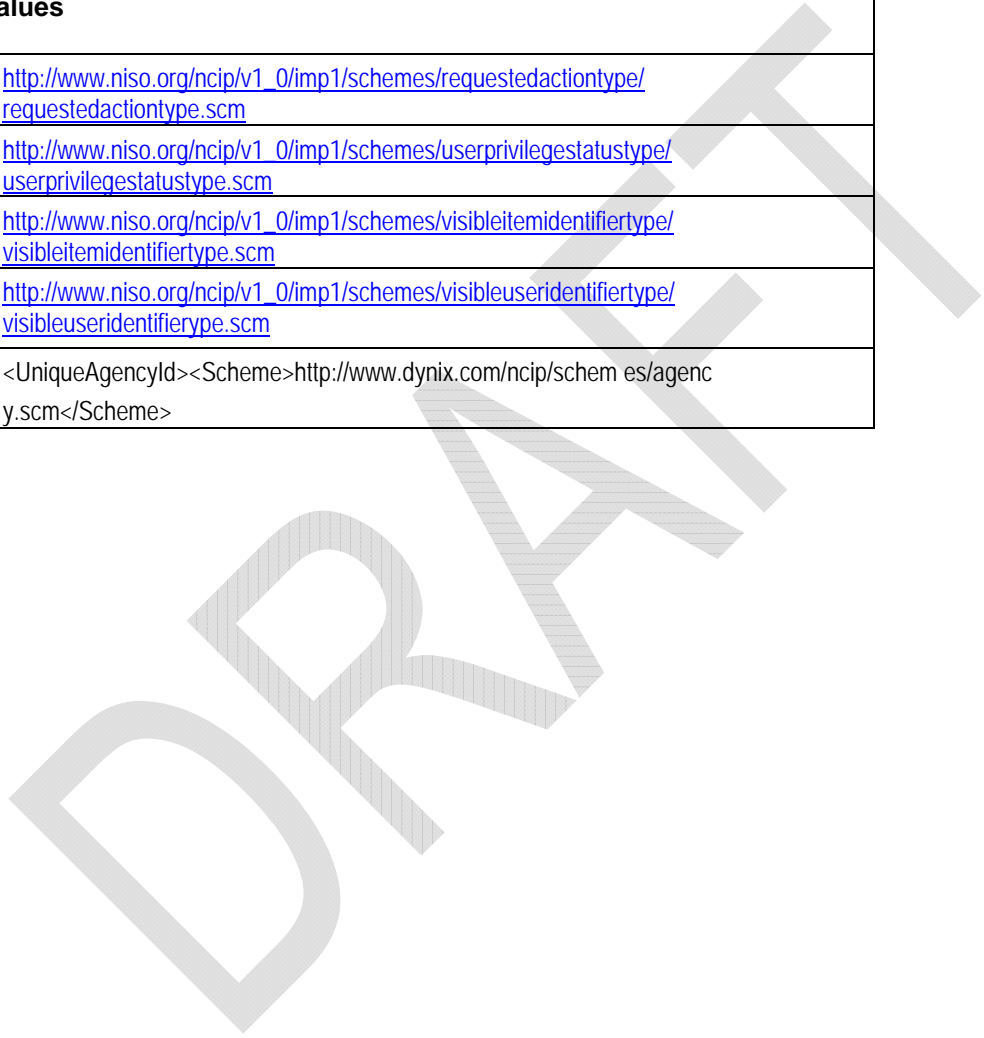 alues
http://www.niso.org/ncip/v1_0/imp1/schemes/requestedactiontype/
requestedactiontype.scm
http://www.niso.org/ncip/v1_0/imp1/schemes/userprivilegestatustype/
userprivilegestatustype.scm
http://www.niso.org/ncip/v1_0/imp1/schemes/visibleitemidentifiertype/
visibleitemidentifiertype.scm
http://www.niso.org/ncip/v1_0/imp1/schemes/visibleuseridentifiertype/
visibleuseridentifierype.scm
<UniqueAgencyId><Scheme>http://www.dynix.com/ncip/schem es/agenc
y.scm</Scheme>
DRAFT